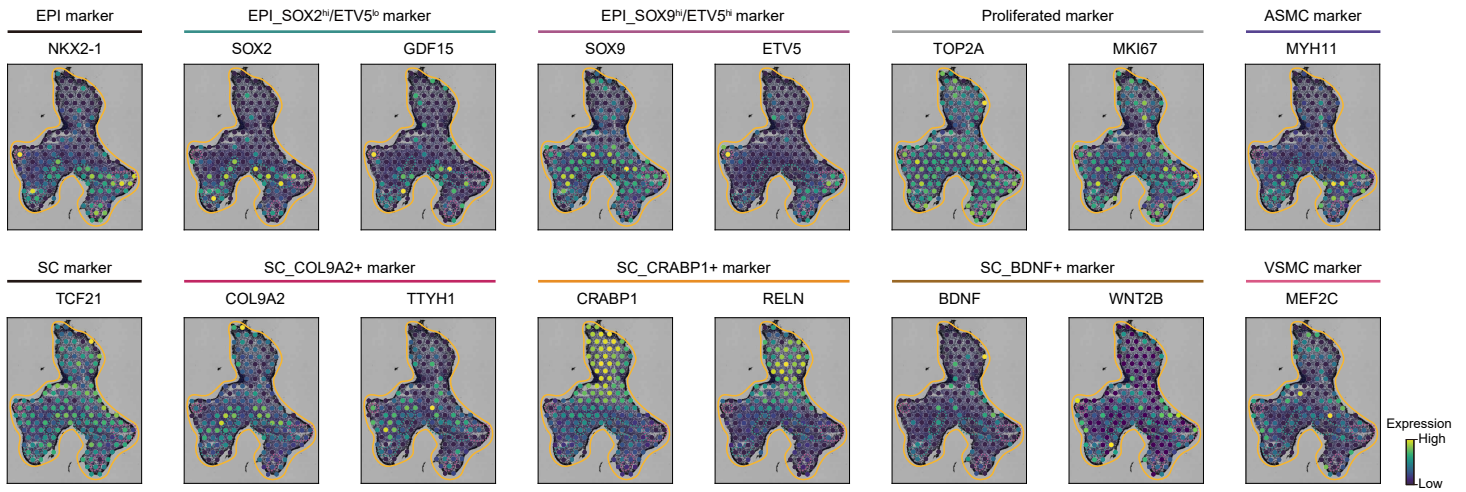 EPI marker
EPI_SOX2ʰⁱ/ETV5ˡᵒ marker
EPI_SOX9ʰⁱ/ETV5ʰⁱ marker
Proliferated marker
ASMC marker
NKX2-1
SOX2
GDF15
SOX9
ETV5
TOP2A
MKI67
MYH11
SC marker
SC_COL9A2+ marker
SC_CRABP1+ marker
SC_BDNF+ marker
VSMC marker
TCF21
COL9A2
TTYH1
CRABP1
RELN
BDNF
WNT2B
MEF2C
Expression
High
Low